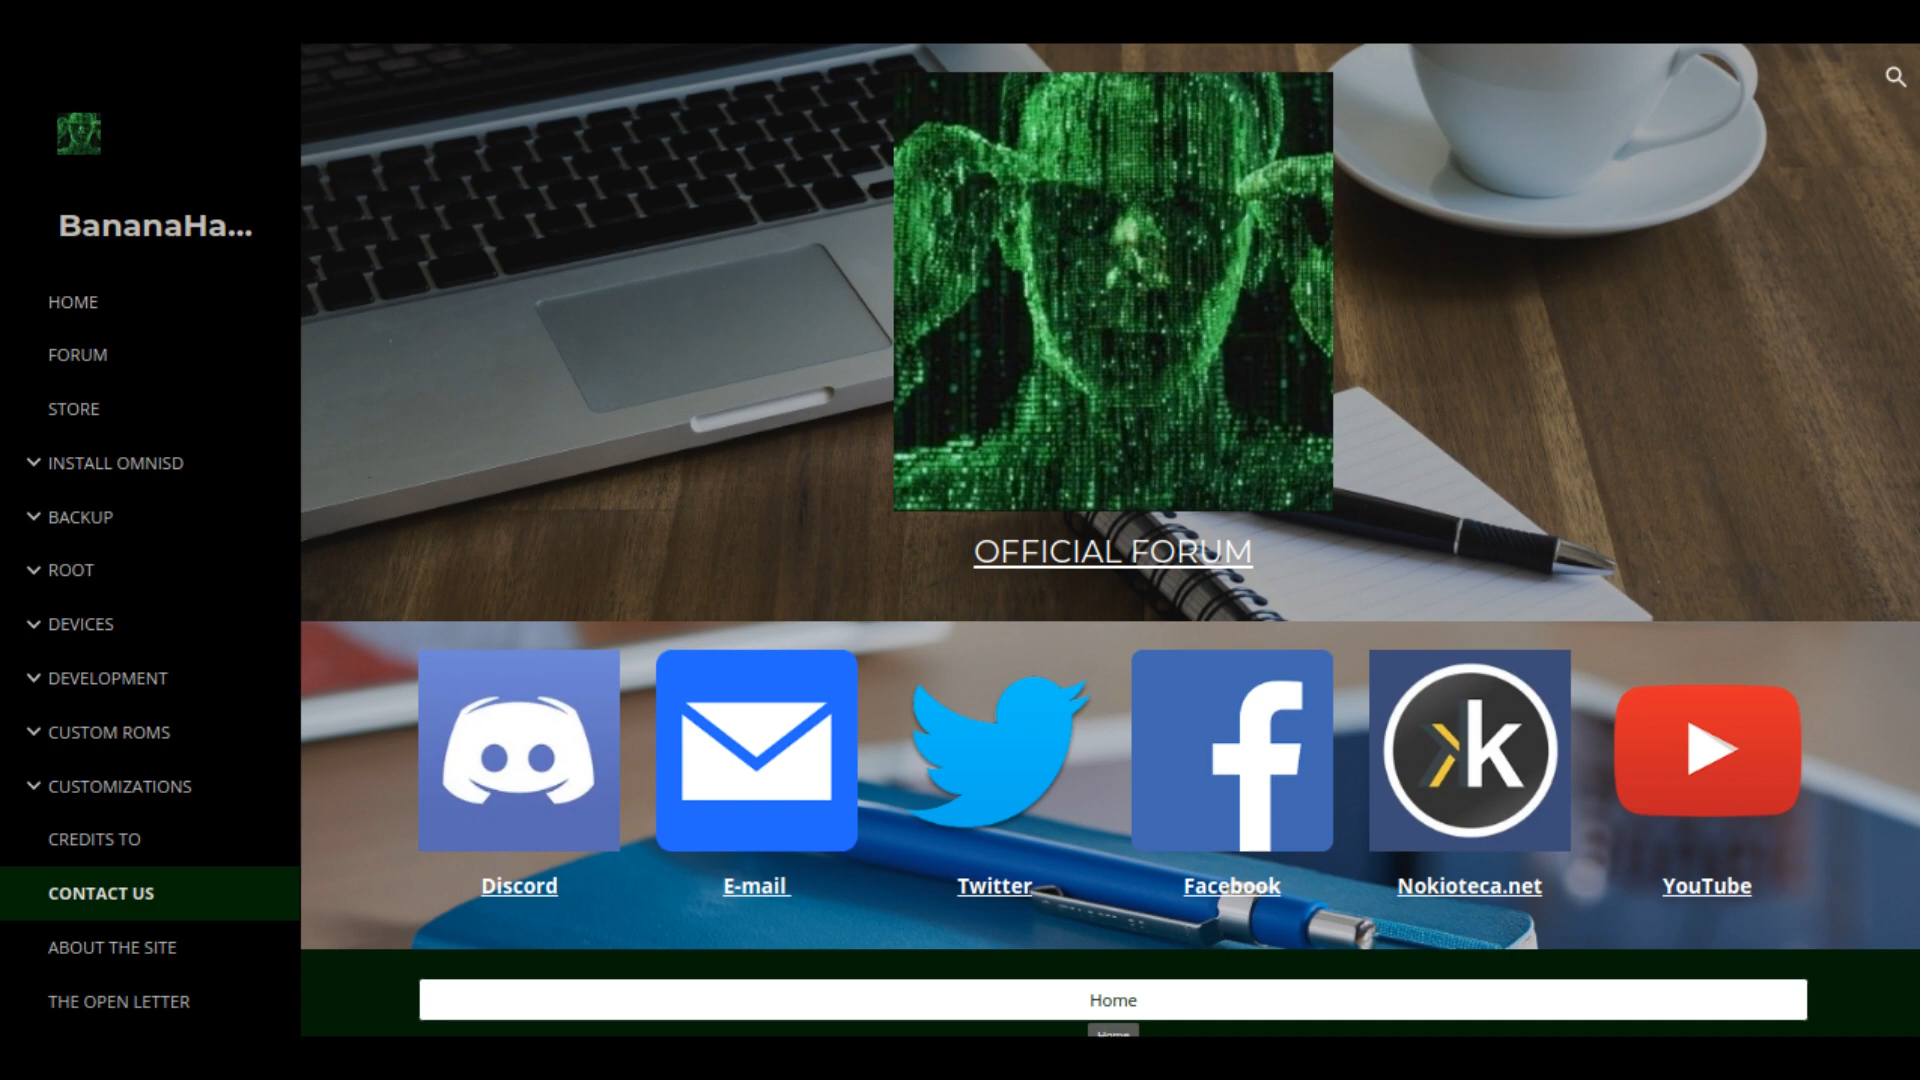 BananaHa...
HOME
FORUM
STORE
INSTALL OMNISD
BACKUP
ROOT
DEVICES
DEVELOPMENT
CUSTOM ROMS
CUSTOMIZATIONS
CREDITS TO
CONTACT US
ABOUT THE SITE
THE OPEN LETTER
OFFICIAL FORUM
k
Discord
E-mail
Twitter
Facebook
Nokioteca.net
YouTube
Home
Home